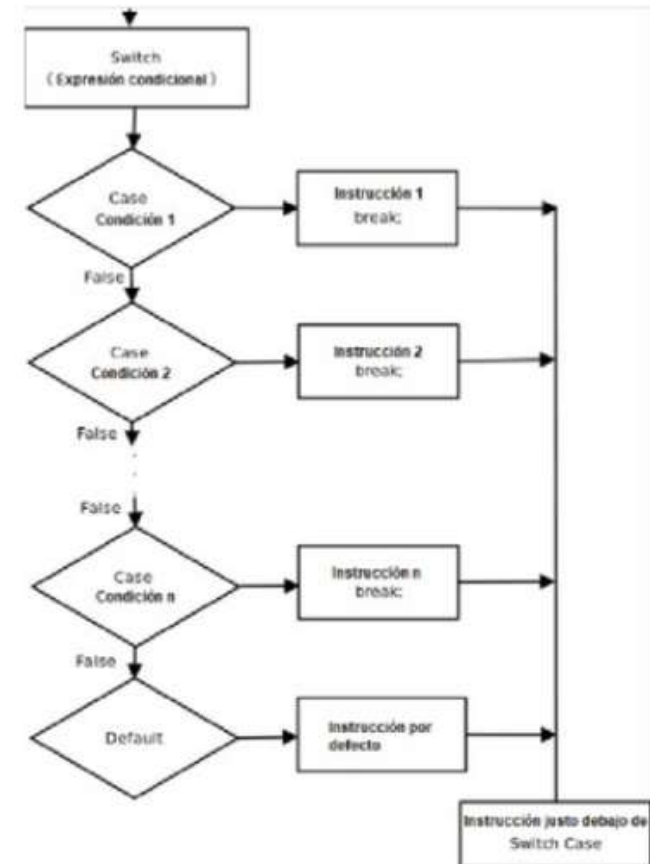 Switch
( Expresión condicional )
Case
Condición 1
Instrucción 1
break;
False
Case
Condición 2
Instrucción 2
break;
False
False
Case
Condición n
Instrucción n
break;
False
Default
Instrucción por
defecto
Instrucción justo debajo de
Switch Case